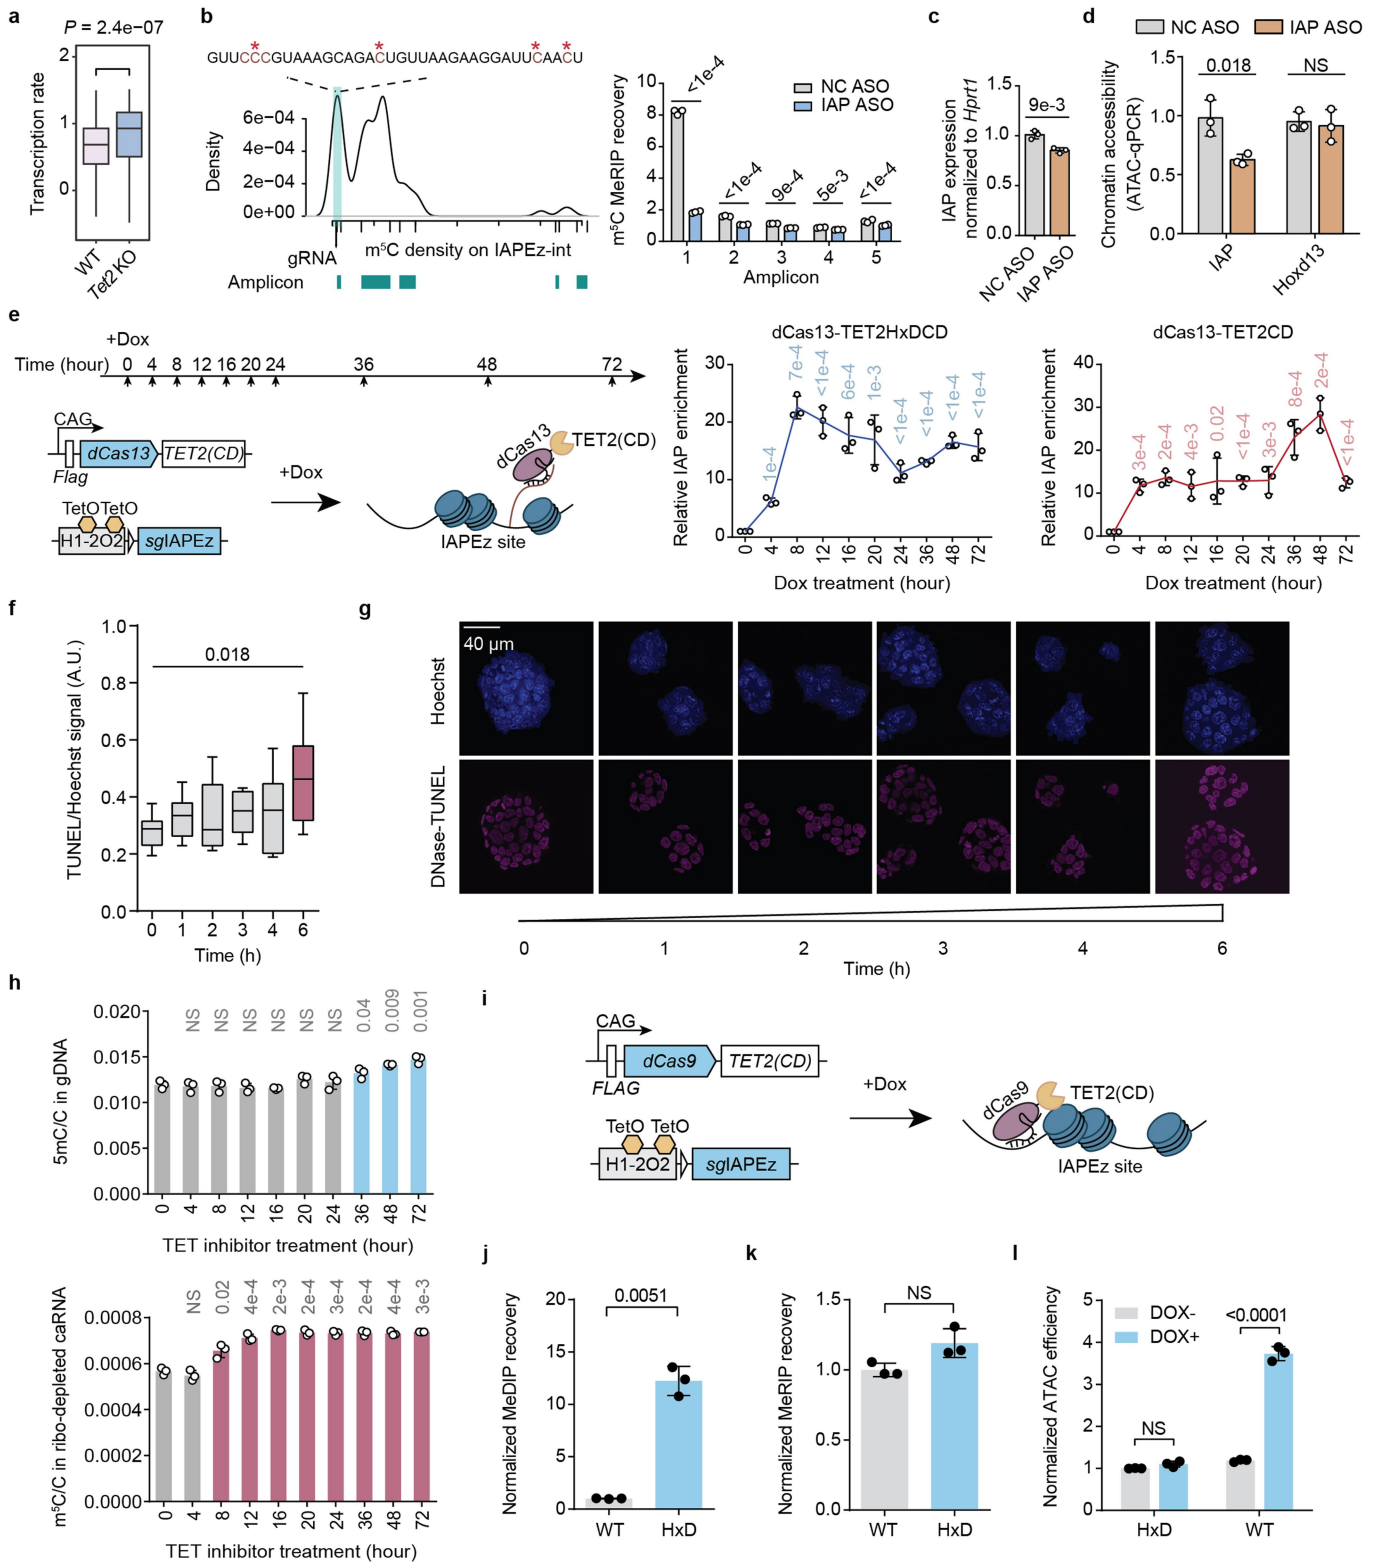 a
P = 2.4e−07
Transcription rate
2
1
0
WT
Tet2 KO
b
* * * *
GUUCCCGUAAAGCAGACUGUUAAGAAGGAUUCAACU
Density
6e−04
4e−04
2e−04
0e+00
gRNA
m⁵C density on IAPEz-int
Amplicon
m⁵C MeRIP recovery
10
8
6
4
2
0
<1e-4
<1e-4
9e-4
5e-3
<1e-4
NC ASO
IAP ASO
1 2 3 4 5
Amplicon
c
IAP expression
normalized to Hprt1
1.5
1.0
0.5
0.0
9e-3
NC ASO
IAP ASO
d
NC ASO
IAP ASO
Chromatin accessibility
(ATAC-qPCR)
1.5
1.0
0.5
0.0
0.018
NS
IAP
Hoxd13
e
+Dox
Time (hour) 0 4 8 12 16 20 24 36 48 72
CAG
dCas13 TET2(CD)
Flag
TetO TetO
H1-2O2 sgIAPEz
+Dox
dCas13
TET2(CD)
IAPEz site
dCas13-TET2HxDCD
Relative IAP enrichment
30
20
10
0
1e-4
7e-4
<1e-4
6e-4
1e-3
<1e-4
<1e-4
<1e-4
<1e-4
0 4 8 12 16 20 24 36 48 72
Dox treatment (hour)
dCas13-TET2CD
Relative IAP enrichment
40
30
20
10
0
3e-4
2e-4
4e-3
0.02
<1e-4
3e-3
8e-4
2e-4
<1e-4
0 4 8 12 16 20 24 36 48 72
Dox treatment (hour)
f
TUNEL/Hoechst signal (A.U.)
1.0
0.8
0.6
0.4
0.2
0.0
0.018
0 1 2 3 4 6
Time (h)
g
40 µm
Hoechst
DNase-TUNEL
0 1 2 3 4 6
Time (h)
h
5mC/C in gDNA
0.020
0.015
0.010
0.005
0.000
NS NS NS NS NS NS 0.04 0.009 0.001
0 4 8 12 16 20 24 36 48 72
TET inhibitor treatment (hour)
m⁵C/C in ribo-depleted caRNA
0.0008
0.0006
0.0004
0.0002
0.0000
NS 0.02 4e-4 2e-3 2e-4 3e-4 2e-4 4e-4 3e-3
0 4 8 12 16 20 24 36 48 72
TET inhibitor treatment (hour)
i
CAG
dCas9 TET2(CD)
FLAG
TetO TetO
H1-2O2 sgIAPEz
+Dox
dCas9
TET2(CD)
IAPEz site
j
Normalized MeDIP recovery
20
15
10
5
0
0.0051
WT HxD
k
Normalized MeRIP recovery
1.5
1.0
0.5
0.0
NS
WT HxD
l
Normalized ATAC efficiency
5
4
3
2
1
0
DOX-
DOX+
<0.0001
NS
HxD WT